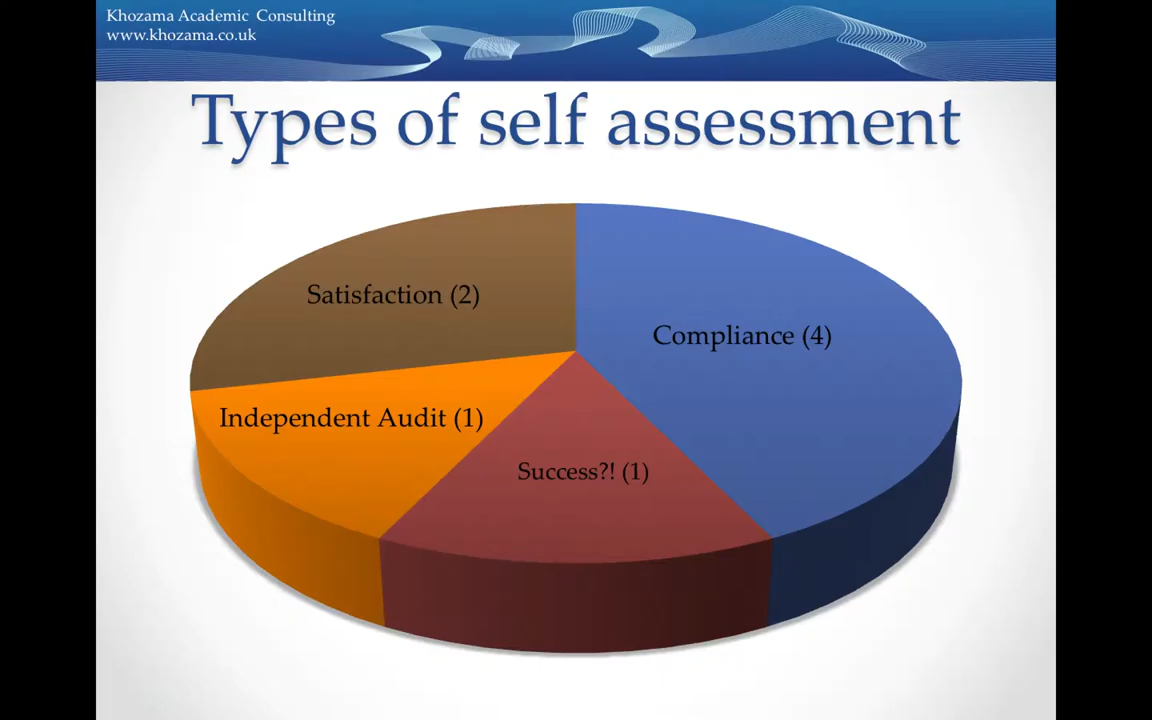 Khozama Academic Consulting
www.khozama.co.uk
Types of self assessment
Satisfaction (2)
Compliance (4)
Independent Audit (1)
Success?! (1)